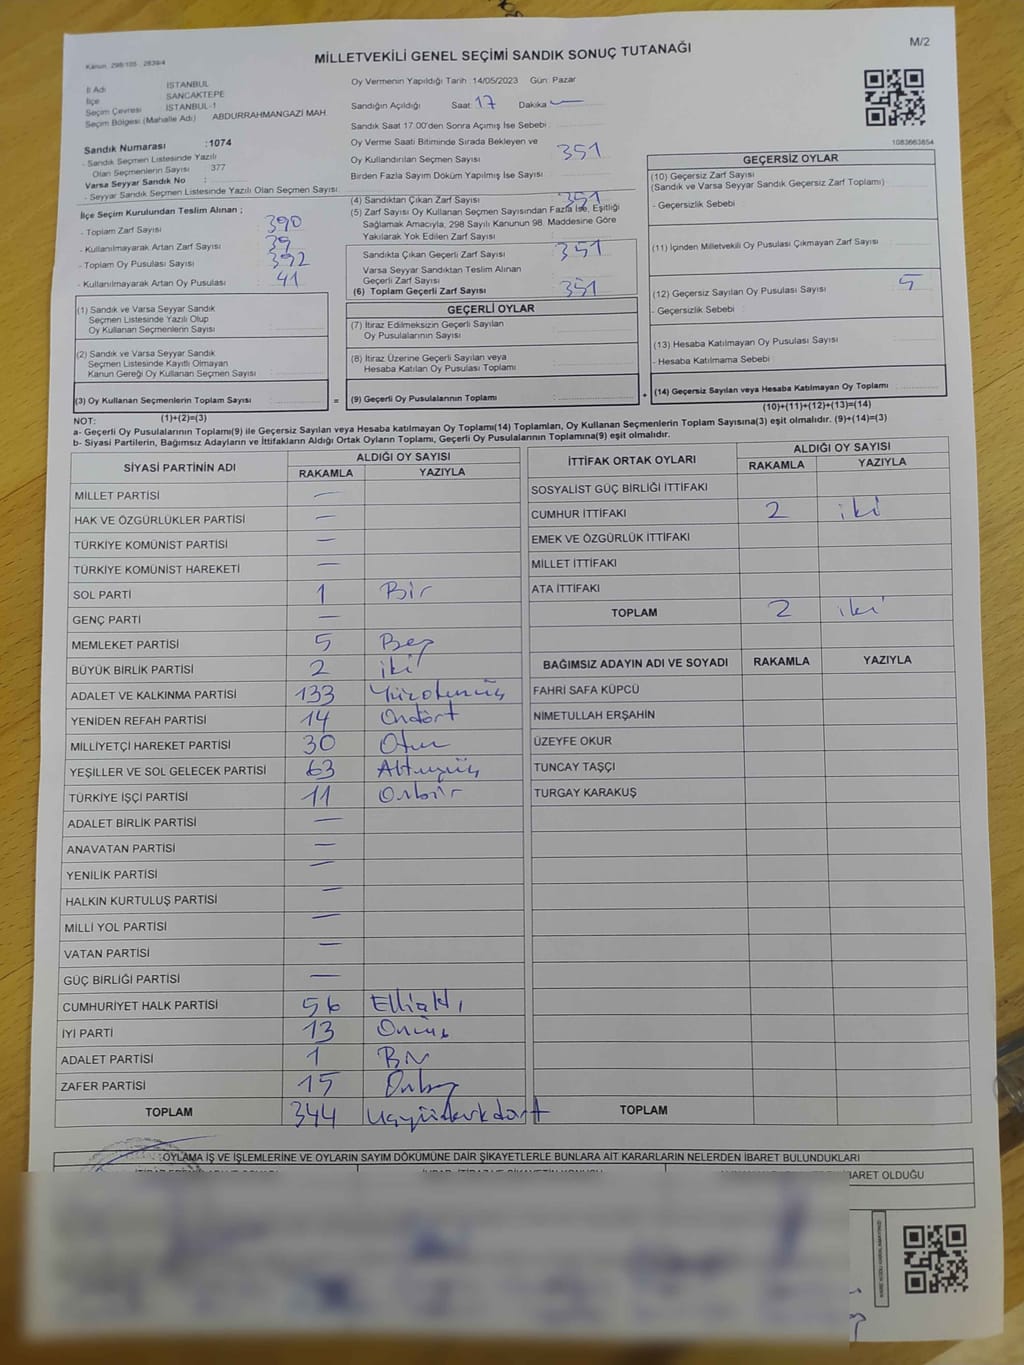 Kanun. 298/105 , 2839/4
MİLLETVEKİLİ GENEL SEÇİMİ SANDIK SONUÇ TUTANAĞI
M/2
İl Adı İSTANBUL
İlçe SANCAKTEPE
Seçim Çevresi İSTANBUL-1
Seçim Bölgesi (Mahalle Adı) ABDURRAHMANGAZİ MAH
Sandık Numarası :1074
- Sandık Seçmen Listesinde Yazılı
Olan Seçmenlerin Sayısı 377
Varsa Seyyar Sandık No :
- Seyyar Sandık Seçmen Listesinde Yazılı Olan Seçmen Sayısı
Oy Vermenin Yapıldığı Tarih :14/05/2023 Gün: Pazar
Sandığın Açıldığı Saat: 17 Dakika —
Sandık Saat 17:00'den Sonra Açımış İse Sebebi :
Oy Verme Saati Bitiminde Sırada Bekleyen ve
Oy Kullandırılan Seçmen Sayısı 351
Birden Fazla Sayım Döküm Yapılmış İse Sayısı
1083663854
İlçe Seçim Kurulundan Teslim Alınan ;
- Toplam Zarf Sayısı : 390
- Kullanılmayarak Artan Zarf Sayısı : 39
- Toplam Oy Pusulası Sayısı : 392
- Kullanılmayarak Artan Oy Pusulası : 41
(4) Sandıktan Çıkan Zarf Sayısı 351
(5) Zarf Sayısı Oy Kullanan Seçmen Sayısından Fazla İse, Eşitliği
Sağlamak Amacıyla, 298 Sayılı Kanunun 98. Maddesine Göre
Yakılarak Yok Edilen Zarf Sayısı
Sandıkta Çıkan Geçerli Zarf Sayısı 351
Varsa Seyyar Sandıktan Teslim Alınan
Geçerli Zarf Sayısı
(6) Toplam Geçerli Zarf Sayısı 351
GEÇERSİZ OYLAR
(10) Geçersiz Zarf Sayısı
(Sandık ve Varsa Seyyar Sandık Geçersiz Zarf Toplamı)
- Geçersizlik Sebebi
(11) İçinden Milletvekili Oy Pusulası Çıkmayan Zarf Sayısı
(12) Geçersiz Sayılan Oy Pusulası Sayısı 5
- Geçersizlik Sebebi
(13) Hesaba Katılmayan Oy Pusulası Sayısı
- Hesaba Katılmama Sebebi
(14) Geçersiz Sayılan veya Hesaba Katılmayan Oy Toplamı
(10)+(11)+(12)+(13)=(14)
(1) Sandık ve Varsa Seyyar Sandık
Seçmen Listesinde Yazılı Olup
Oy Kullanan Seçmenlerin Sayısı
(2) Sandık ve Varsa Seyyar Sandık
Seçmen Listesinde Kayıtlı Olmayan
Kanun Gereği Oy Kullanan Seçmen Sayısı
(3) Oy Kullanan Seçmenlerin Toplam Sayısı =
(1)+(2)=(3)
GEÇERLİ OYLAR
(7) İtiraz Edilmeksizin Geçerli Sayılan
Oy Pusulalarının Sayısı
(8) İtiraz Üzerine Geçerli Sayılan veya
Hesaba Katılan Oy Pusulası Toplamı
(9) Geçerli Oy Pusulalarının Toplamı +
NOT:
a- Geçerli Oy Pusulalarının Toplamı(9) ile Geçersiz Sayılan veya Hesaba katılmayan Oy Toplamı(14) Toplamları, Oy Kullanan Seçmenlerin Toplam Sayısına(3) eşit olmalıdır. (9)+(14)=(3)
b- Siyasi Partilerin, Bağımsız Adayların ve İttifakların Aldığı Ortak Oyların Toplamı, Geçerli Oy Pusulalarının Toplamına(9) eşit olmalıdır.
SİYASİ PARTİNİN ADI ALDIĞI OY SAYISI
RAKAMLA YAZIYLA
MİLLET PARTİSİ —
HAK VE ÖZGÜRLÜKLER PARTİSİ —
TÜRKİYE KOMÜNİST PARTİSİ —
TÜRKİYE KOMÜNİST HAREKETİ —
SOL PARTİ 1 Bir
GENÇ PARTİ —
MEMLEKET PARTİSİ 5 Beş
BÜYÜK BİRLİK PARTİSİ 2 iki
ADALET VE KALKINMA PARTİSİ 133 Yüzotuzüç
YENİDEN REFAH PARTİSİ 14 Ondört
MİLLİYETÇİ HAREKET PARTİSİ 30 Otuz
YEŞİLLER VE SOL GELECEK PARTİSİ 63 Altmışüç
TÜRKİYE İŞÇİ PARTİSİ 11 Onbir
ADALET BİRLİK PARTİSİ —
ANAVATAN PARTİSİ —
YENİLİK PARTİSİ —
HALKIN KURTULUŞ PARTİSİ —
MİLLİ YOL PARTİSİ —
VATAN PARTİSİ —
GÜÇ BİRLİĞİ PARTİSİ —
CUMHURİYET HALK PARTİSİ 56 Ellialtı
İYİ PARTİ 13 Onüç
ADALET PARTİSİ 1 Bir
ZAFER PARTİSİ 15 Onbeş
TOPLAM 344 Üçyüzkırkdört
İTTİFAK ORTAK OYLARI ALDIĞI OY SAYISI
RAKAMLA YAZIYLA
SOSYALİST GÜÇ BİRLİĞİ İTTİFAKI
CUMHUR İTTİFAKI 2 iki
EMEK VE ÖZGÜRLÜK İTTİFAKI
MİLLET İTTİFAKI
ATA İTTİFAKI
TOPLAM 2 iki
BAĞIMSIZ ADAYIN ADI VE SOYADI RAKAMLA YAZIYLA
FAHRİ SAFA KÜPCÜ
NİMETULLAH ERŞAHİN
ÜZEYFE OKUR
TUNCAY TAŞÇI
TURGAY KARAKUŞ
TOPLAM
OYLAMA İŞ VE İŞLEMLERİNE VE OYLARIN SAYIM DÖKÜMÜNE DAİR ŞİKAYETLERLE BUNLARA AİT KARARLARIN NELERDEN İBARET BULUNDUKLARI
İBARET OLDUĞU